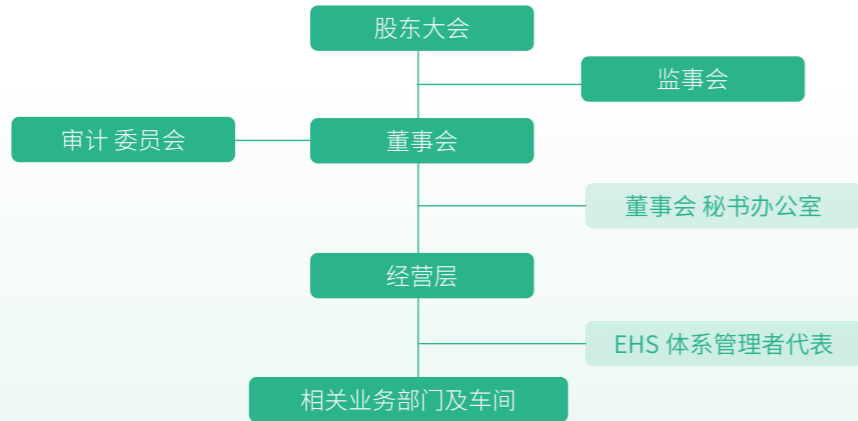 股东大会
监事会
审计 委员会
董事会
董事会 秘书办公室
经营层
EHS 体系管理者代表
相关业务部门及车间